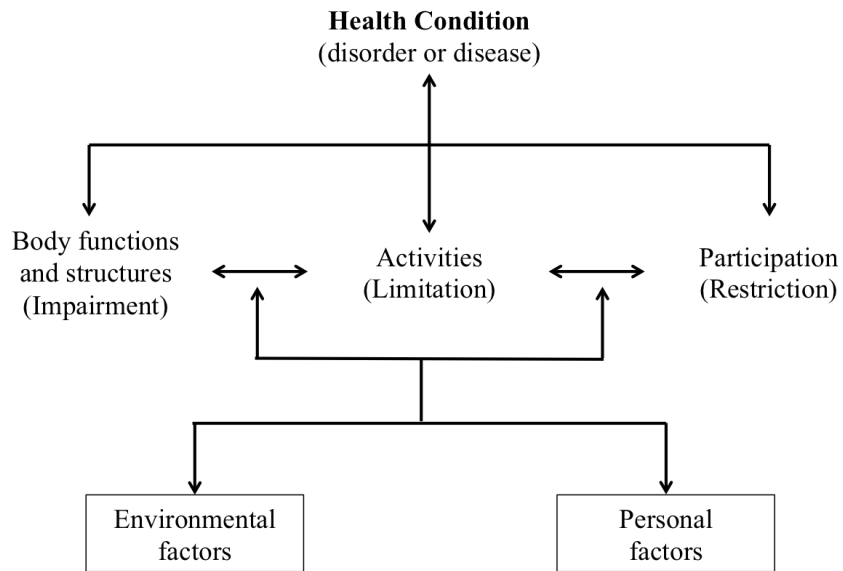 Health Condition
(disorder or disease)
Body functions
and structures
(Impairment)
Activities
(Limitation)
Participation
(Restriction)
Environmental
factors
Personal
factors